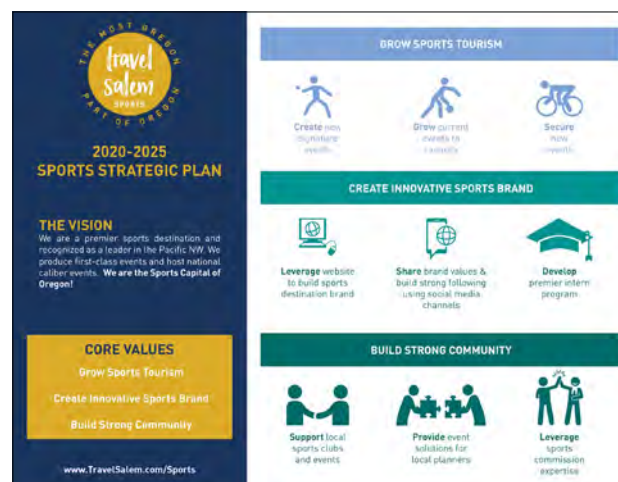 THE MOST OREGON
travel
salem
SPORTS
PART OF OREGON
2020-2025
SPORTS STRATEGIC PLAN
THE VISION
We are a premier sports destination and
recognized as a leader in the Pacific NW. We
produce first-class events and host national
caliber events. We are the Sports Capital of
Oregon!
CORE VALUES
Grow Sports Tourism
Create Innovative Sports Brand
Build Strong Community
www.TravelSalem.com/Sports
GROW SPORTS TOURISM
Create new
signature
events
Grow current
events to
Secure
new
events
CREATE INNOVATIVE SPORTS BRAND
Leverage website
to build sports
destination brand
Share brand values &
build strong following
using social media
channels
Develop
premier intern
program
BUILD STRONG COMMUNITY
Support local
sports clubs
and events
Provide event
solutions for
local planners
Leverage
sports
commission
expertise